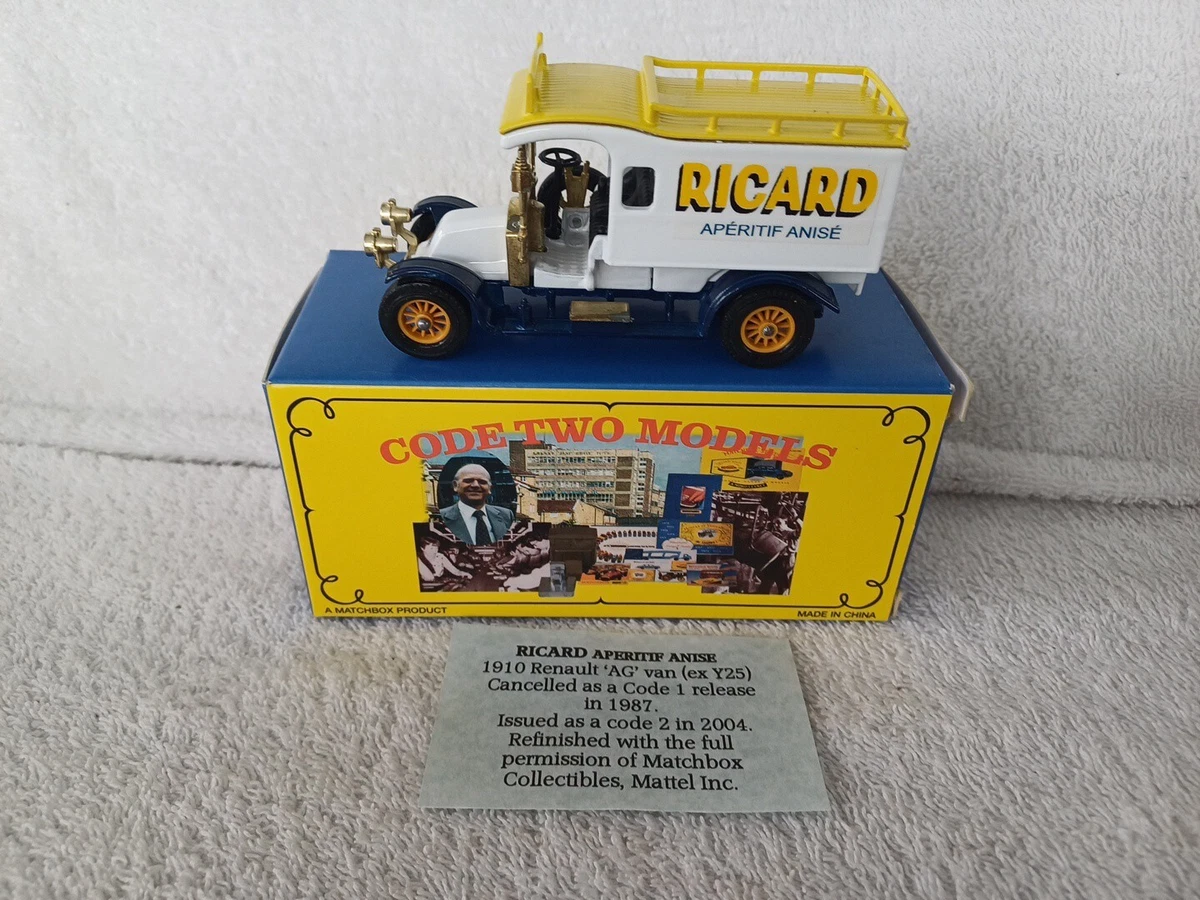 RICARD
APÉRITIF ANISÉ
CODE TWO MODELS
A MATCHBOX PRODUCT
MADE IN CHINA
RICARD APERITIF ANISE
1910 Renault ‘AG’ van (ex Y25)
Cancelled as a Code 1 release
in 1987.
Issued as a code 2 in 2004.
Refinished with the full
permission of Matchbox
Collectibles, Mattel Inc.